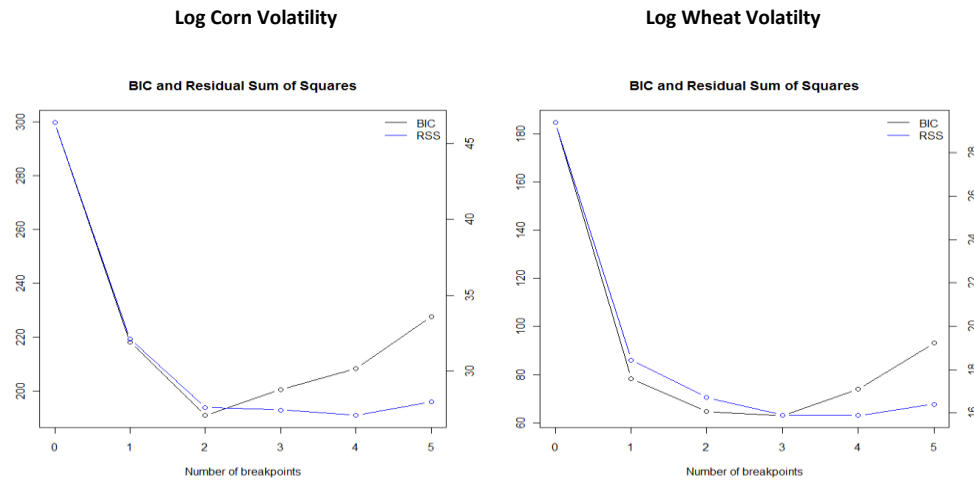 Log Corn Volatility
Log Wheat Volatilty
BIC and Residual Sum of Squares
BIC
RSS
300
280
260
240
220
200
45
40
35
30
0 1 2 3 4 5
Number of breakpoints
BIC and Residual Sum of Squares
BIC
RSS
180
160
140
120
100
80
60
28
26
24
22
20
18
16
0 1 2 3 4 5
Number of breakpoints